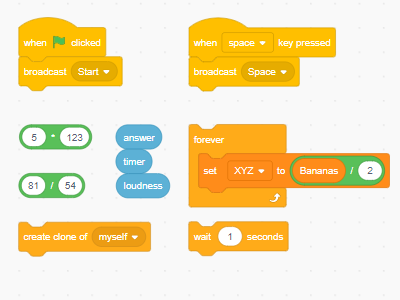 when clicked
broadcast Start
when space key pressed
broadcast Space
5 * 123
answer
timer
81 / 54
loudness
forever
set XYZ to Bananas / 2
create clone of myself
wait 1 seconds